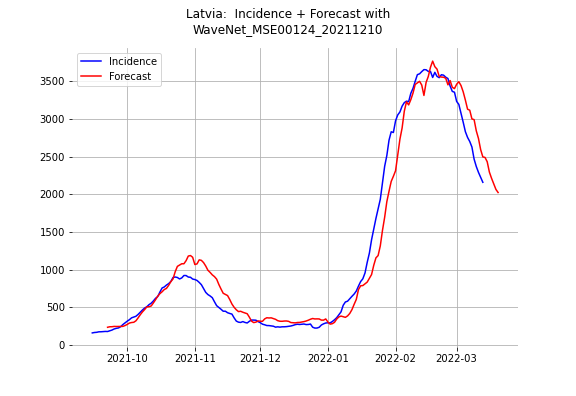 Latvia:  Incidence + Forecast with
WaveNet_MSE00124_20211210
Incidence
Forecast
3500
3000
2500
2000
1500
1000
500
0
2021-10 2021-11 2021-12 2022-01 2022-02 2022-03